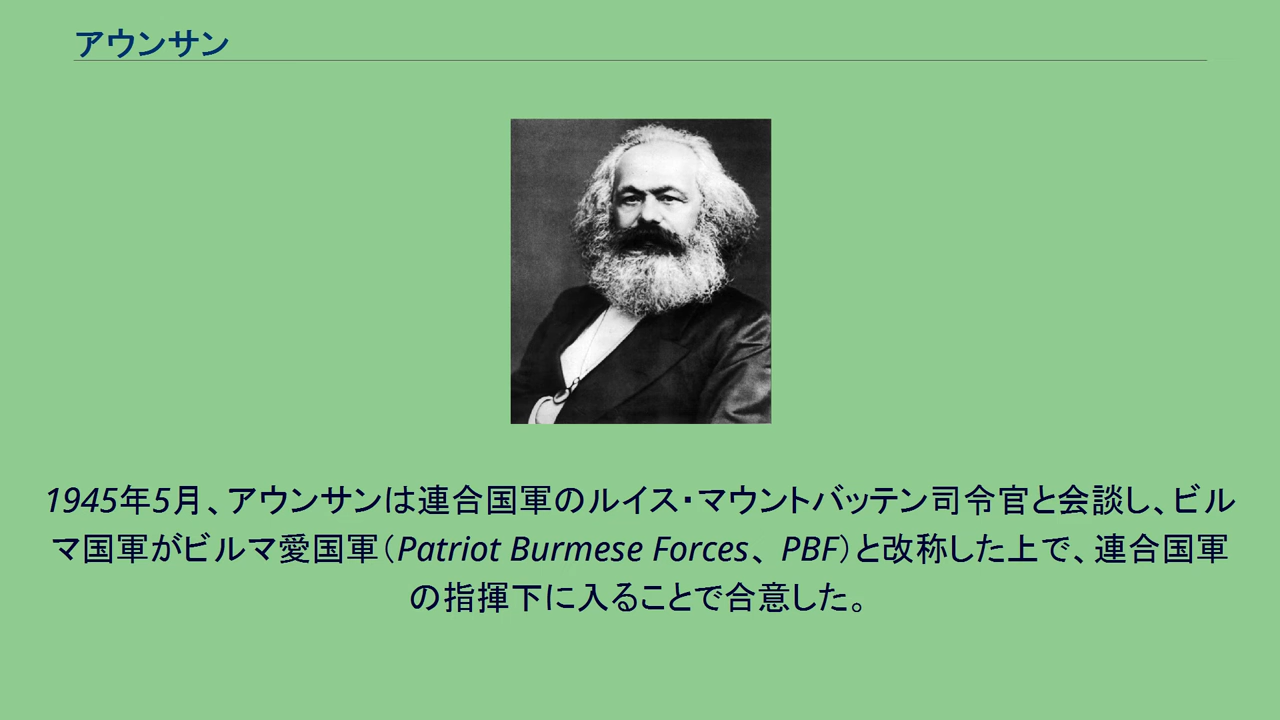 アウンサン
1945年5月、アウンサンは連合国軍のルイス・マウントバッテン司令官と会談し、ビル
マ国軍がビルマ愛国軍（Patriot Burmese Forces、PBF）と改称した上で、連合国軍
の指揮下に入ることで合意した。